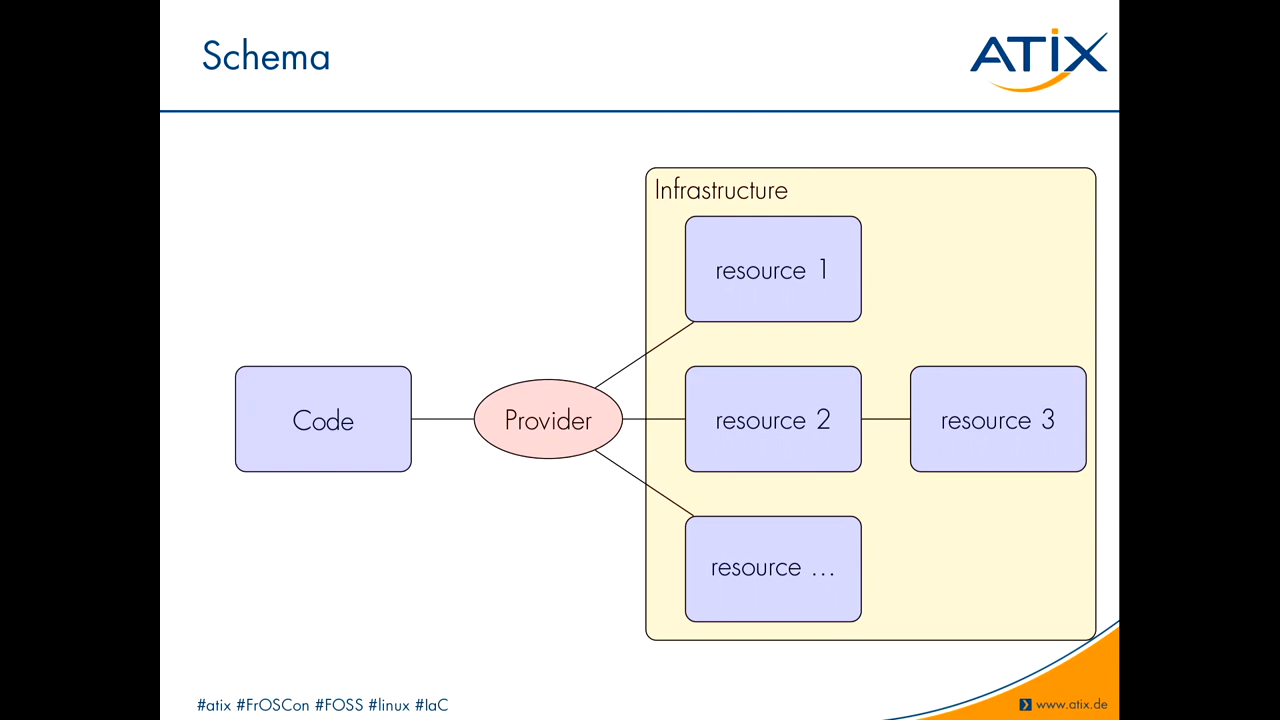 Schema
ATIX
Infrastructure
resource 1
Code
Provider
resource 2
resource 3
resource ...
#atix #FrOSCon #FOSS #linux #IaC
www.atix.de